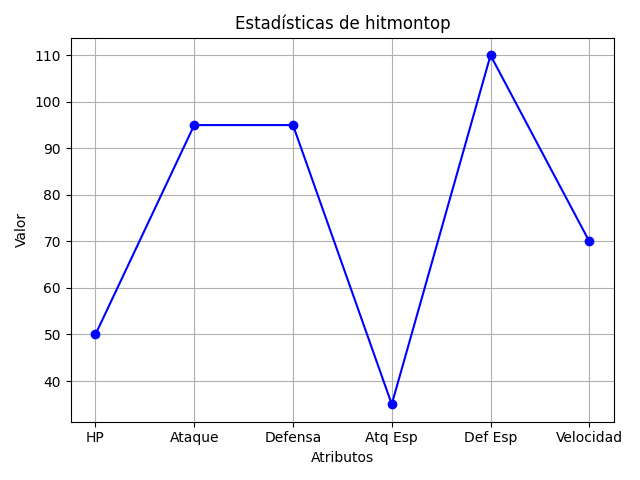 Estadísticas de hitmontop
Valor
110
100
90
80
70
60
50
40
HP Ataque Defensa Atq Esp Def Esp Velocidad
Atributos